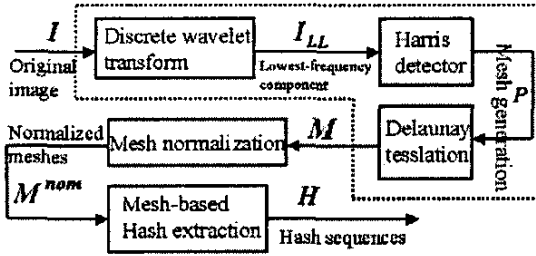 I
Original
image
Discrete wavelet
transform
I_LL
Lowest-frequency
component
Harris
detector
Mesh generation
P
Delaunay
tesslation
M
Mesh normalization
Normalized
meshes
M^nom
Mesh-based
Hash extraction
H
Hash sequences